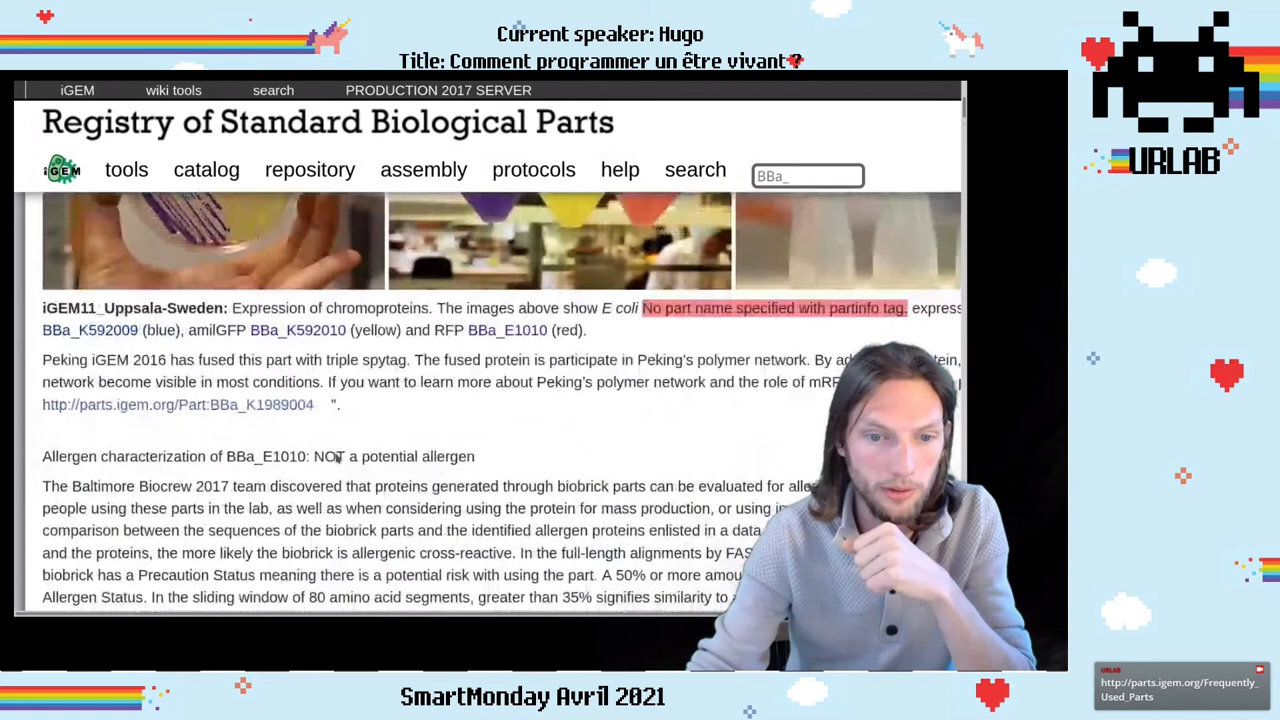 Current speaker: Hugo
Title: Comment programmer un être vivant ?
iGEM wiki tools search PRODUCTION 2017 SERVER
Registry of Standard Biological Parts
iGEM tools catalog repository assembly protocols help search BBa_
iGEM11_Uppsala-Sweden: Expression of chromoproteins. The images above show E coli No part name specified with partinfo tag. express
BBa_K592009 (blue), amilGFP BBa_K592010 (yellow) and RFP BBa_E1010 (red).
Peking iGEM 2016 has fused this part with triple spytag. The fused protein is participate in Peking's polymer network. By
network become visible in most conditions. If you want to learn more about Peking's polymer network and the role of
http://parts.igem.org/Part:BBa_K1989004 ".
Allergen characterization of BBa_E1010: NOT a potential allergen
The Baltimore Biocrew 2017 team discovered that proteins generated through biobrick parts can be evaluated for
people using these parts in the lab, as well as when considering using the protein for mass production, or using
comparison between the sequences of the biobrick parts and the identified allergen proteins enlisted in a data
and the proteins, the more likely the biobrick is allergenic cross-reactive. In the full-length alignments by
biobrick has a Precaution Status meaning there is a potential risk with using the part. A 50% or more
Allergen Status. In the sliding window of 80 amino acid segments, greater than 35% signifies similarity to
URLAB
URLAB
http://parts.igem.org/Frequently_
Used_Parts
SmartMonday Avril 2021